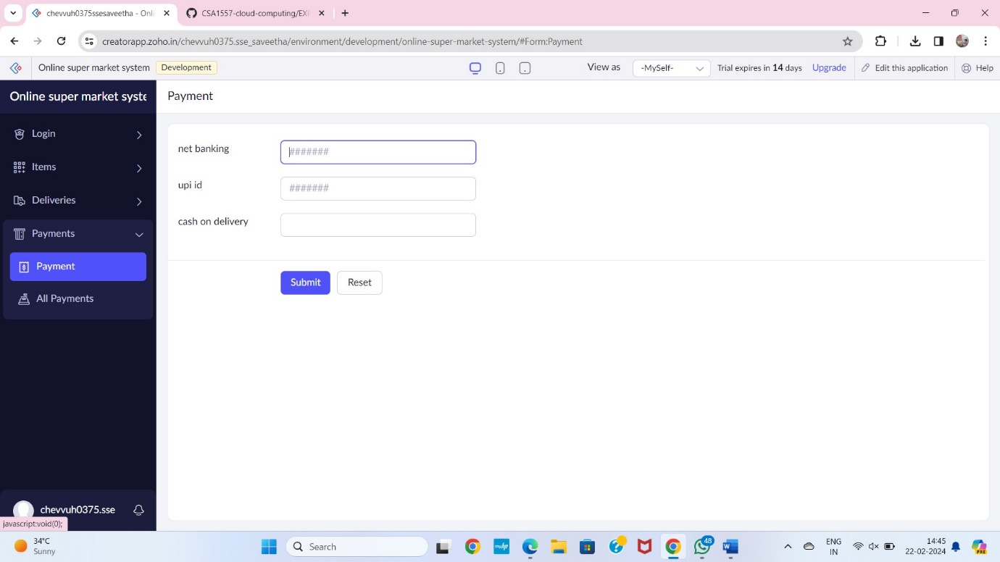 chevvuh0375ssesaveetha - Onli
CSA1557-cloud-computing/EXP
creatorapp.zoho.in/chevvuh0375.sse_saveetha/environment/development/online-super-market-system/#Form:Payment
Online super market system Development View as -MySelf- Trial expires in 14 days Upgrade Edit this application Help
Online super market syste
Payment
Login
Items
Deliveries
Payments
Payment
All Payments
net banking #######
upi id #######
cash on delivery
Submit Reset
chevvuh0375.sse
javascript:void(0);
34°C
Sunny
Search
myhp
48
ENG
IN
14:45
22-02-2024
PRE